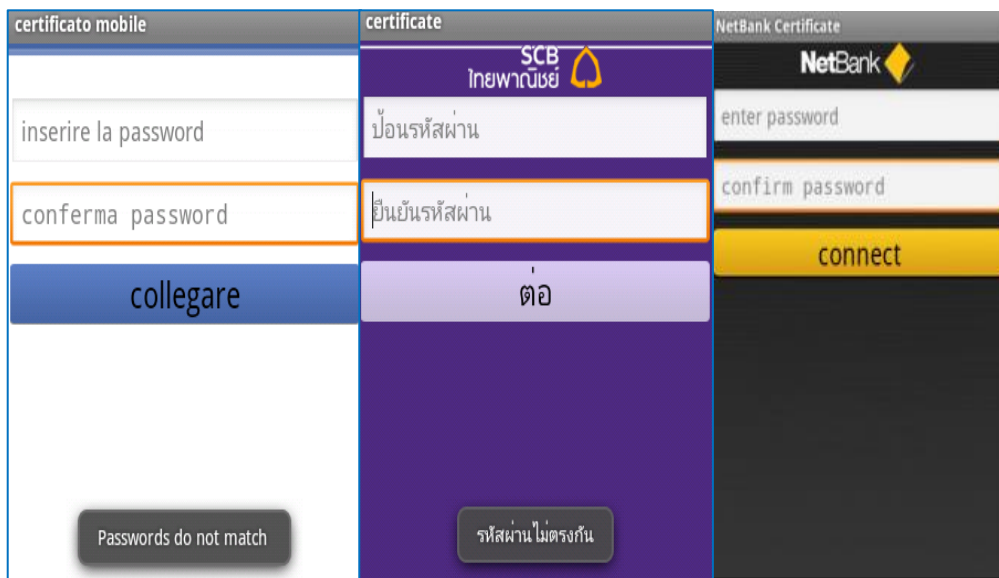 certificato mobile
inserire la password
conferma password
collegare
Passwords do not match
certificate
SCB
ไทยพาณิชย์
ป้อนรหัสผ่าน
ยืนยันรหัสผ่าน
ต่อ
รหัสผ่านไม่ตรงกัน
NetBank Certificate
NetBank
enter password
confirm password
connect